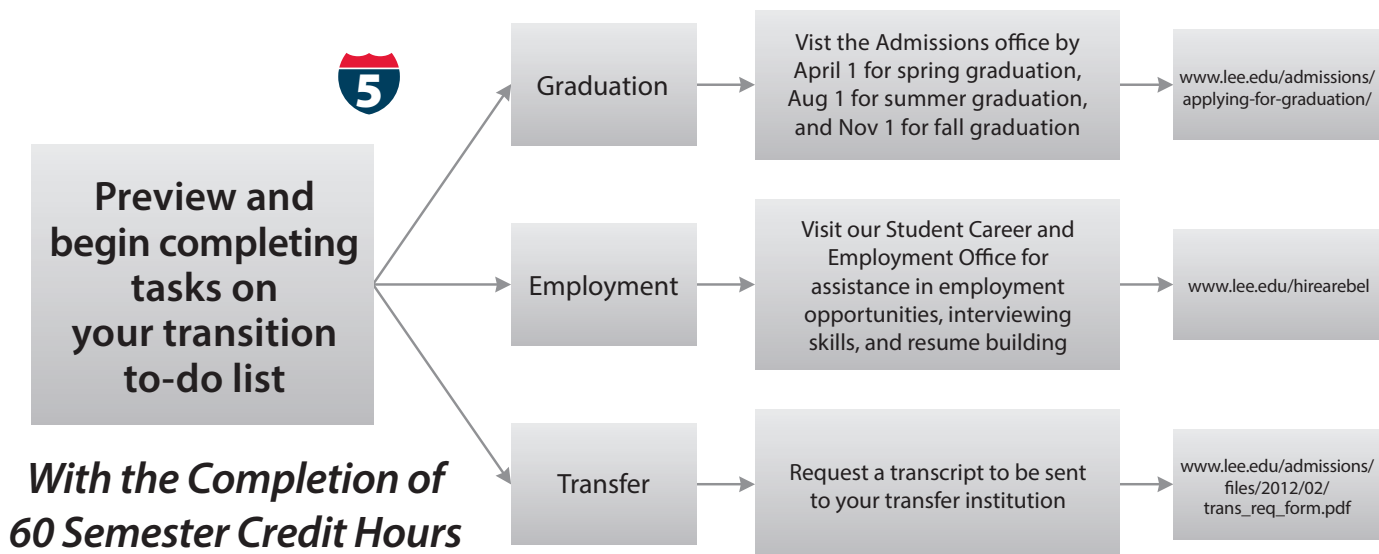 5
Preview and
begin completing
tasks on
your transition
to-do list
With the Completion of
60 Semester Credit Hours
Graduation
Vist the Admissions office by
April 1 for spring graduation,
Aug 1 for summer graduation,
and Nov 1 for fall graduation
www.lee.edu/admissions/
applying-for-graduation/
Employment
Visit our Student Career and
Employment Office for
assistance in employment
opportunities, interviewing
skills, and resume building
www.lee.edu/hirearebel
Transfer
Request a transcript to be sent
to your transfer institution
www.lee.edu/admissions/
files/2012/02/
trans_req_form.pdf